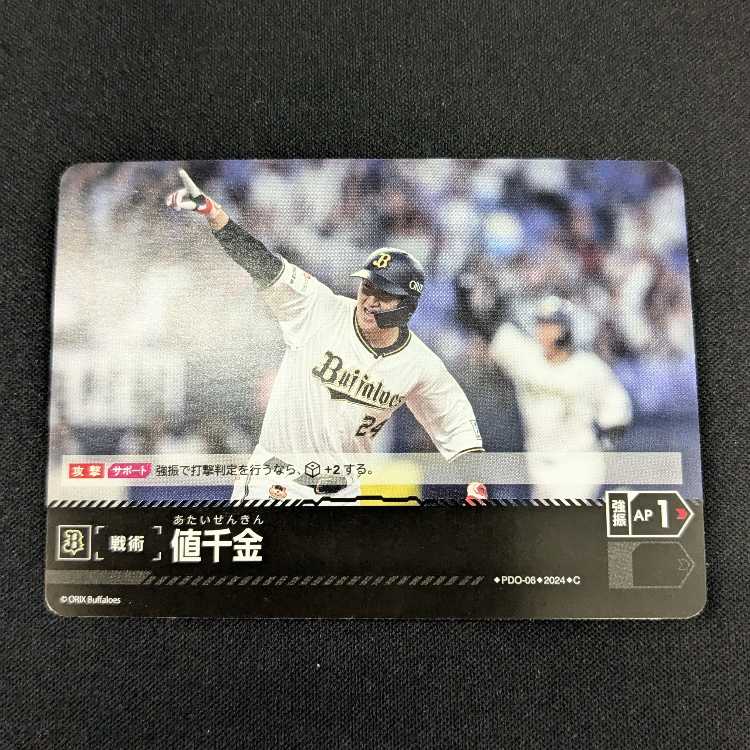 B
ORIX
Buffaloes
24
攻撃 サポート 強振で打撃判定を行うなら、+2する。
強振 AP 1
あたいせんきん
B 戦術 値千金
◆PDO-06◆2024◆C
© ORIX Buffaloes